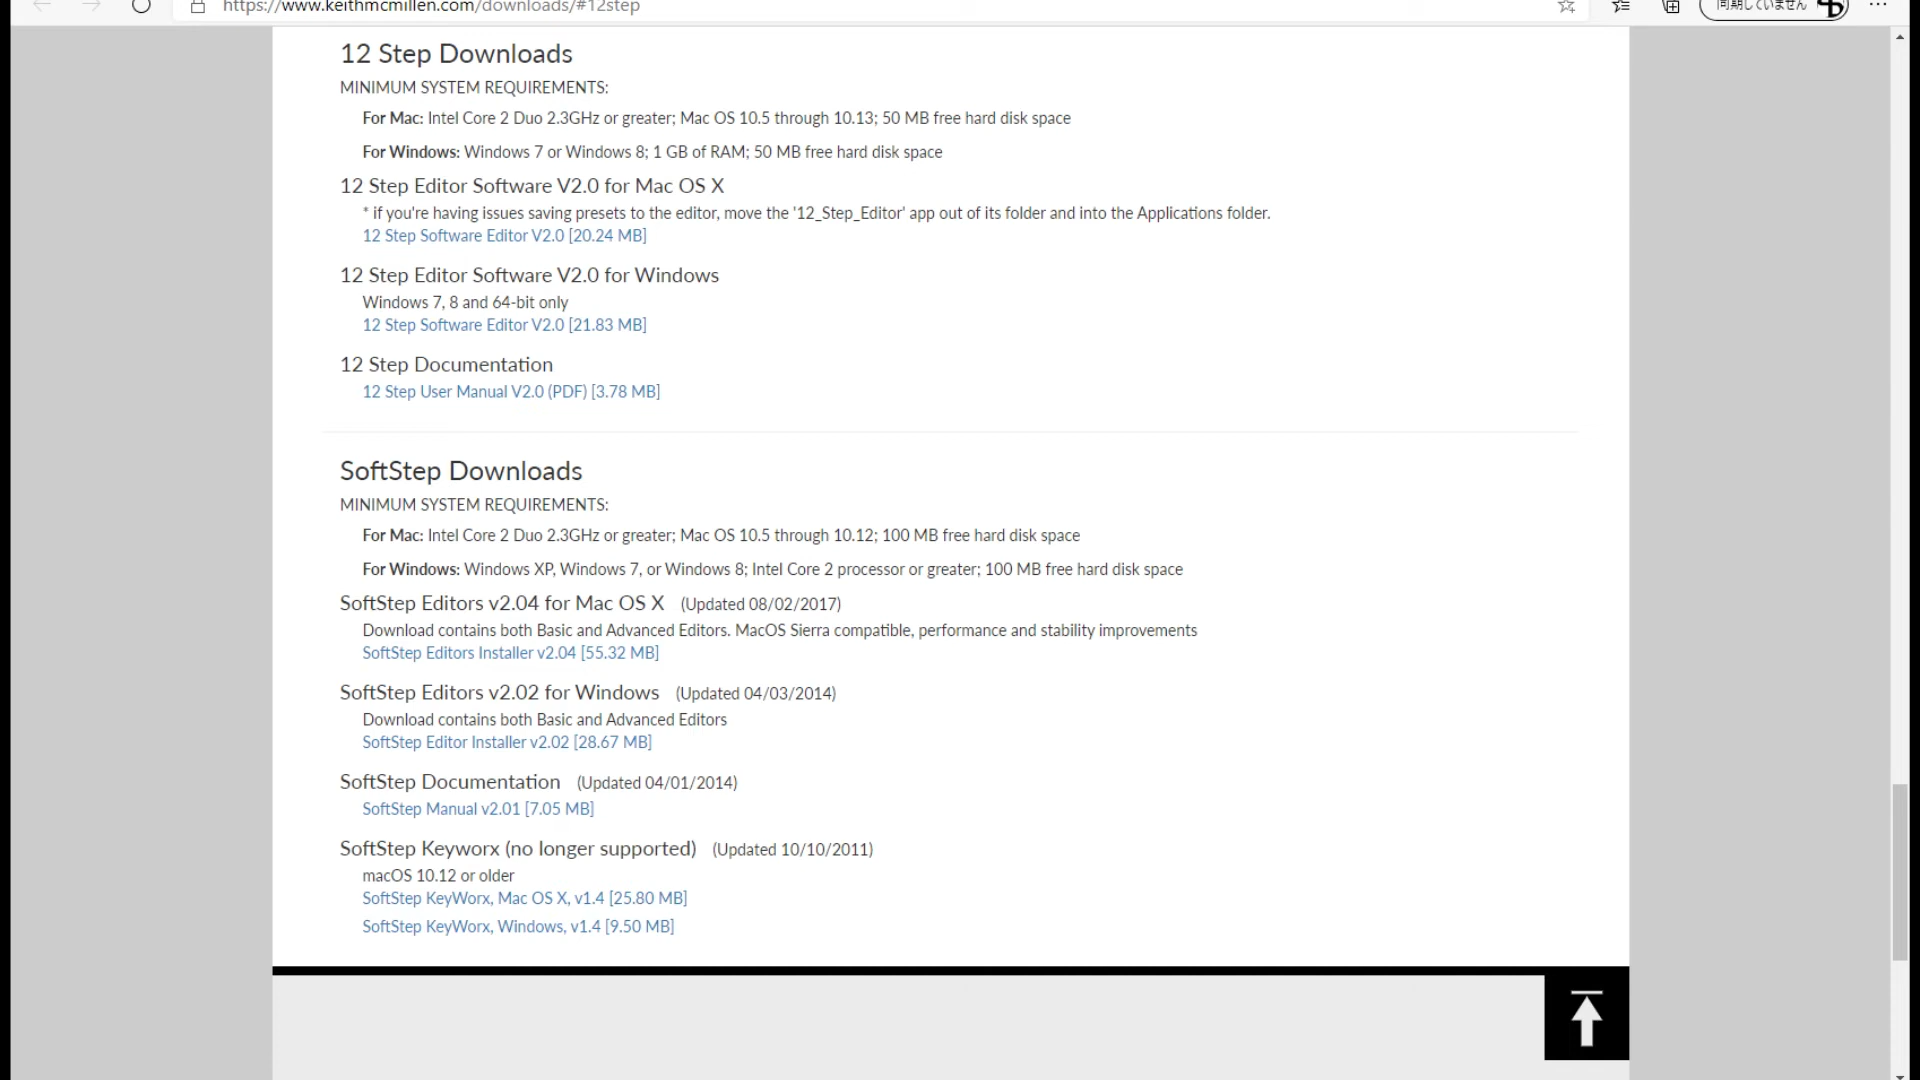 https://www.keithmcmillen.com/downloads/#12step
同期していません
12 Step Downloads
MINIMUM SYSTEM REQUIREMENTS:
For Mac: Intel Core 2 Duo 2.3GHz or greater; Mac OS 10.5 through 10.13; 50 MB free hard disk space
For Windows: Windows 7 or Windows 8; 1 GB of RAM; 50 MB free hard disk space
12 Step Editor Software V2.0 for Mac OS X
* if you're having issues saving presets to the editor, move the '12_Step_Editor' app out of its folder and into the Applications folder.
12 Step Software Editor V2.0 [20.24 MB]
12 Step Editor Software V2.0 for Windows
Windows 7, 8 and 64-bit only
12 Step Software Editor V2.0 [21.83 MB]
12 Step Documentation
12 Step User Manual V2.0 (PDF) [3.78 MB]
SoftStep Downloads
MINIMUM SYSTEM REQUIREMENTS:
For Mac: Intel Core 2 Duo 2.3GHz or greater; Mac OS 10.5 through 10.12; 100 MB free hard disk space
For Windows: Windows XP, Windows 7, or Windows 8; Intel Core 2 processor or greater; 100 MB free hard disk space
SoftStep Editors v2.04 for Mac OS X (Updated 08/02/2017)
Download contains both Basic and Advanced Editors. MacOS Sierra compatible, performance and stability improvements
SoftStep Editors Installer v2.04 [55.32 MB]
SoftStep Editors v2.02 for Windows (Updated 04/03/2014)
Download contains both Basic and Advanced Editors
SoftStep Editor Installer v2.02 [28.67 MB]
SoftStep Documentation (Updated 04/01/2014)
SoftStep Manual v2.01 [7.05 MB]
SoftStep Keyworx (no longer supported) (Updated 10/10/2011)
macOS 10.12 or older
SoftStep KeyWorx, Mac OS X, v1.4 [25.80 MB]
SoftStep KeyWorx, Windows, v1.4 [9.50 MB]